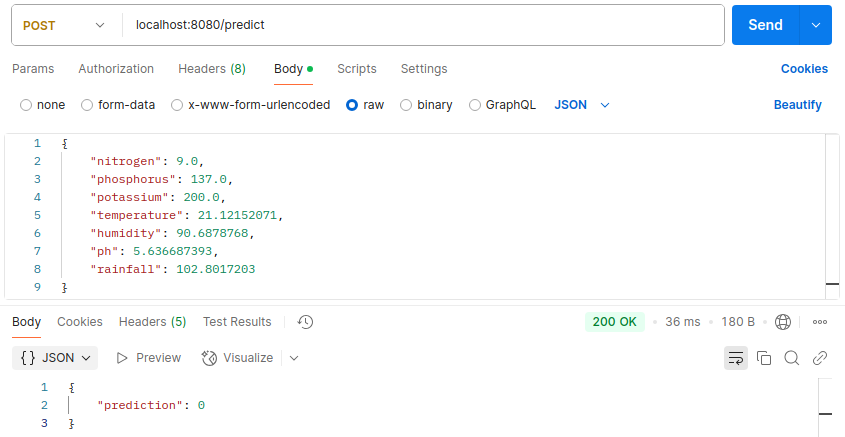 POST localhost:8080/predict Send
Params Authorization Headers (8) Body Scripts Settings Cookies
none form-data x-www-form-urlencoded raw binary GraphQL JSON Beautify
1 {
2 "nitrogen": 9.0,
3 "phosphorus": 137.0,
4 "potassium": 200.0,
5 "temperature": 21.12152071,
6 "humidity": 90.6878768,
7 "ph": 5.636687393,
8 "rainfall": 102.8017203
9 }
Body Cookies Headers (5) Test Results 200 OK • 36 ms • 180 B •
{} JSON Preview Visualize
1 {
2 "prediction": 0
3 }